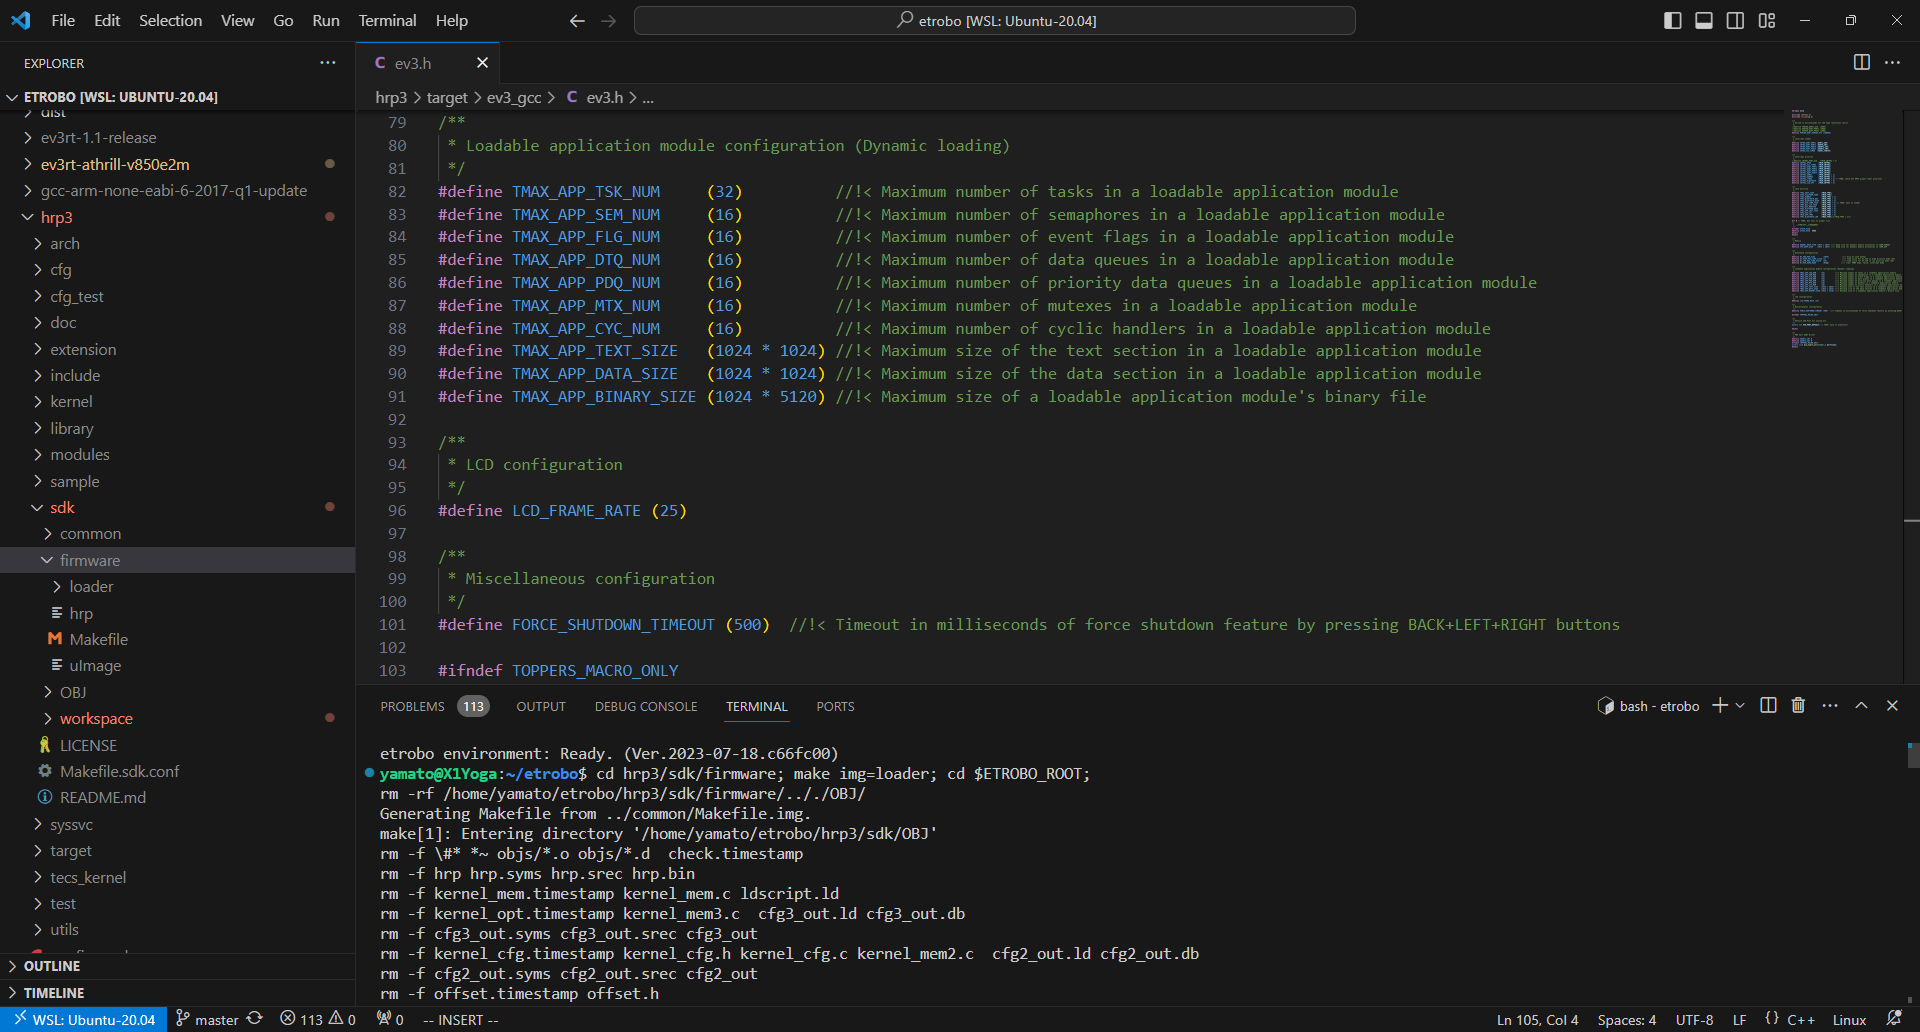 File Edit Selection View Go Run Terminal Help
etrobo [WSL: Ubuntu-20.04]
EXPLORER
ETROBO [WSL: UBUNTU-20.04]
dist
ev3rt-1.1-release
ev3rt-athrill-v850e2m
gcc-arm-none-eabi-6-2017-q1-update
hrp3
arch
cfg
cfg_test
doc
extension
include
kernel
library
modules
sample
sdk
common
firmware
loader
hrp
Makefile
uImage
OBJ
workspace
LICENSE
Makefile.sdk.conf
README.md
syssvc
target
tecs_kernel
test
utils
OUTLINE
TIMELINE
C ev3.h
hrp3 > target > ev3_gcc > C ev3.h > ...
79 /**
80 * Loadable application module configuration (Dynamic loading)
81 */
82 #define TMAX_APP_TSK_NUM (32) //!< Maximum number of tasks in a loadable application module
83 #define TMAX_APP_SEM_NUM (16) //!< Maximum number of semaphores in a loadable application module
84 #define TMAX_APP_FLG_NUM (16) //!< Maximum number of event flags in a loadable application module
85 #define TMAX_APP_DTQ_NUM (16) //!< Maximum number of data queues in a loadable application module
86 #define TMAX_APP_PDQ_NUM (16) //!< Maximum number of priority data queues in a loadable application module
87 #define TMAX_APP_MTX_NUM (16) //!< Maximum number of mutexes in a loadable application module
88 #define TMAX_APP_CYC_NUM (16) //!< Maximum number of cyclic handlers in a loadable application module
89 #define TMAX_APP_TEXT_SIZE (1024 * 1024) //!< Maximum size of the text section in a loadable application module
90 #define TMAX_APP_DATA_SIZE (1024 * 1024) //!< Maximum size of the data section in a loadable application module
91 #define TMAX_APP_BINARY_SIZE (1024 * 5120) //!< Maximum size of a loadable application module's binary file
92
93 /**
94 * LCD configuration
95 */
96 #define LCD_FRAME_RATE (25)
97
98 /**
99 * Miscellaneous configuration
100 */
101 #define FORCE_SHUTDOWN_TIMEOUT (500) //!< Timeout in milliseconds of force shutdown feature by pressing BACK+LEFT+RIGHT buttons
102
103 #ifndef TOPPERS_MACRO_ONLY
PROBLEMS 113 OUTPUT DEBUG CONSOLE TERMINAL PORTS
bash - etrobo
etrobo environment: Ready. (Ver.2023-07-18.c66fc00)
yamato@X1Yoga:~/etrobo$ cd hrp3/sdk/firmware; make img=loader; cd $ETROBO_ROOT;
rm -rf /home/yamato/etrobo/hrp3/sdk/firmware/.././OBJ/
Generating Makefile from ../common/Makefile.img.
make[1]: Entering directory '/home/yamato/etrobo/hrp3/sdk/OBJ'
rm -f \#* *~ objs/*.o objs/*.d check.timestamp
rm -f hrp hrp.syms hrp.srec hrp.bin
rm -f kernel_mem.timestamp kernel_mem.c ldscript.ld
rm -f kernel_opt.timestamp kernel_mem3.c cfg3_out.ld cfg3_out.db
rm -f cfg3_out.syms cfg3_out.srec cfg3_out
rm -f kernel_cfg.timestamp kernel_cfg.h kernel_cfg.c kernel_mem2.c cfg2_out.ld cfg2_out.db
rm -f cfg2_out.syms cfg2_out.srec cfg2_out
rm -f offset.timestamp offset.h
WSL: Ubuntu-20.04 master 113 0 0 -- INSERT --
Ln 105, Col 4 Spaces: 4 UTF-8 LF {} C++ Linux